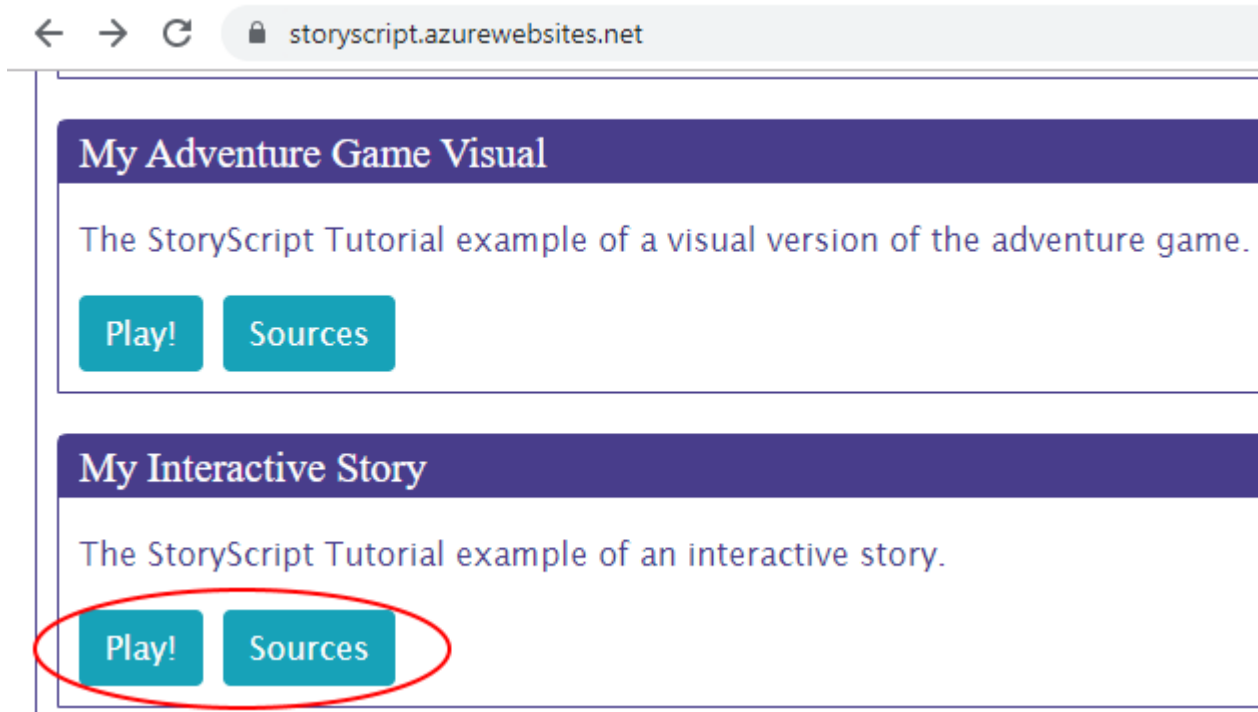 storyscript.azurewebsites.net
My Adventure Game Visual
The StoryScript Tutorial example of a visual version of the adventure game.
Play! Sources
My Interactive Story
The StoryScript Tutorial example of an interactive story.
Play! Sources